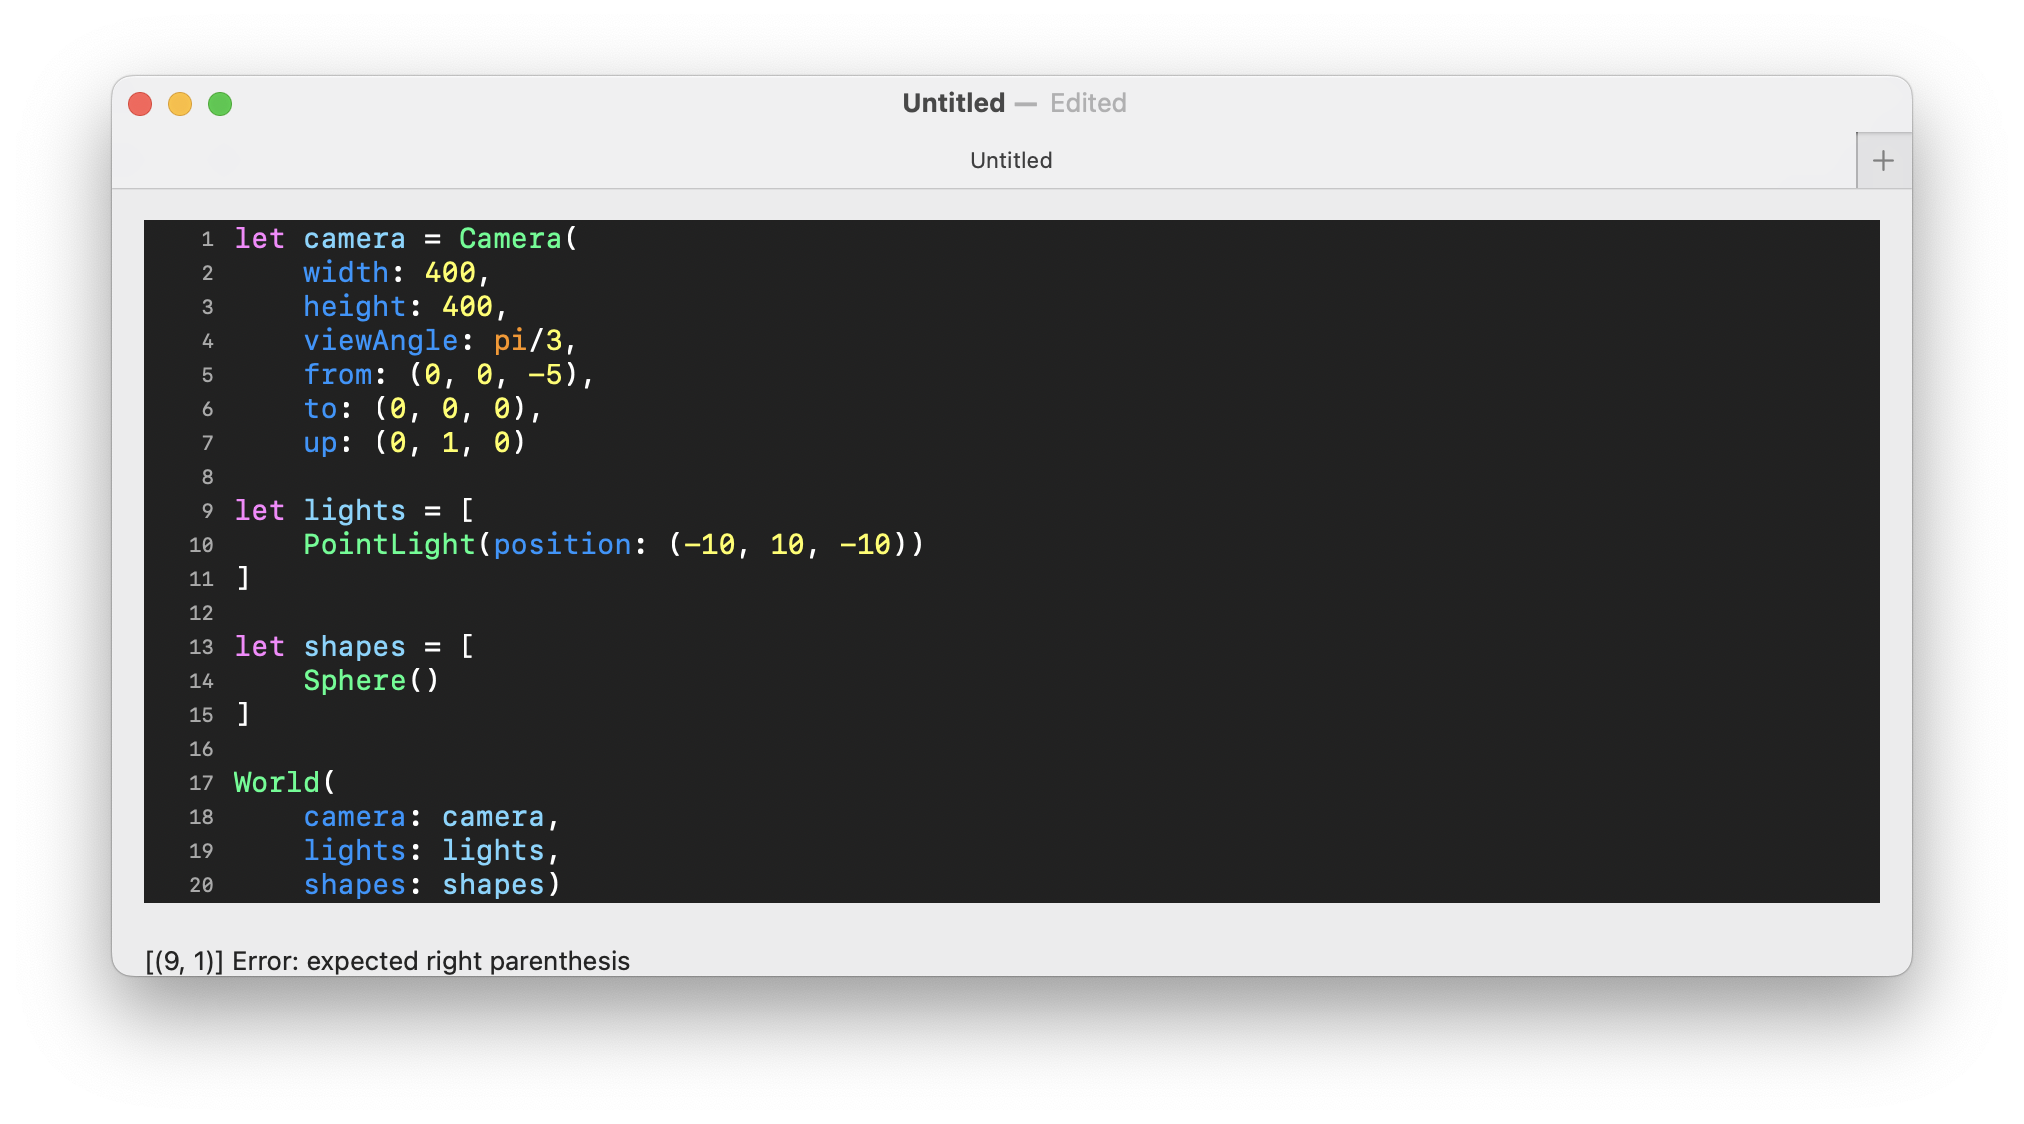 Untitled — Edited
Untitled
+
1 let camera = Camera(
2     width: 400,
3     height: 400,
4     viewAngle: pi/3,
5     from: (0, 0, -5),
6     to: (0, 0, 0),
7     up: (0, 1, 0)
8
9 let lights = [
10     PointLight(position: (-10, 10, -10))
11 ]
12
13 let shapes = [
14     Sphere()
15 ]
16
17 World(
18     camera: camera,
19     lights: lights,
20     shapes: shapes)
[(9, 1)] Error: expected right parenthesis